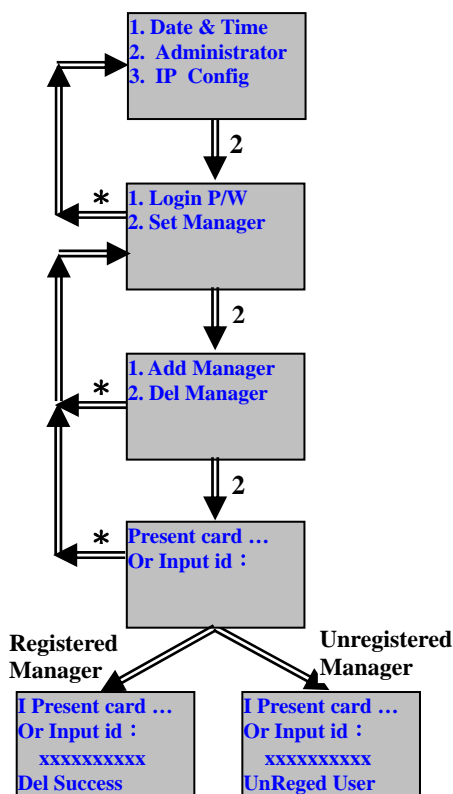 1. Date & Time
2. Administrator
3. IP Config
2
*
1. Login P/W
2. Set Manager
2
*
1. Add Manager
2. Del Manager
2
*
Present card …
Or Input id：
Registered
Manager
Unregistered
Manager
I Present card …
Or Input id：
xxxxxxxxxx
Del Success
I Present card …
Or Input id：
xxxxxxxxxx
UnReged User